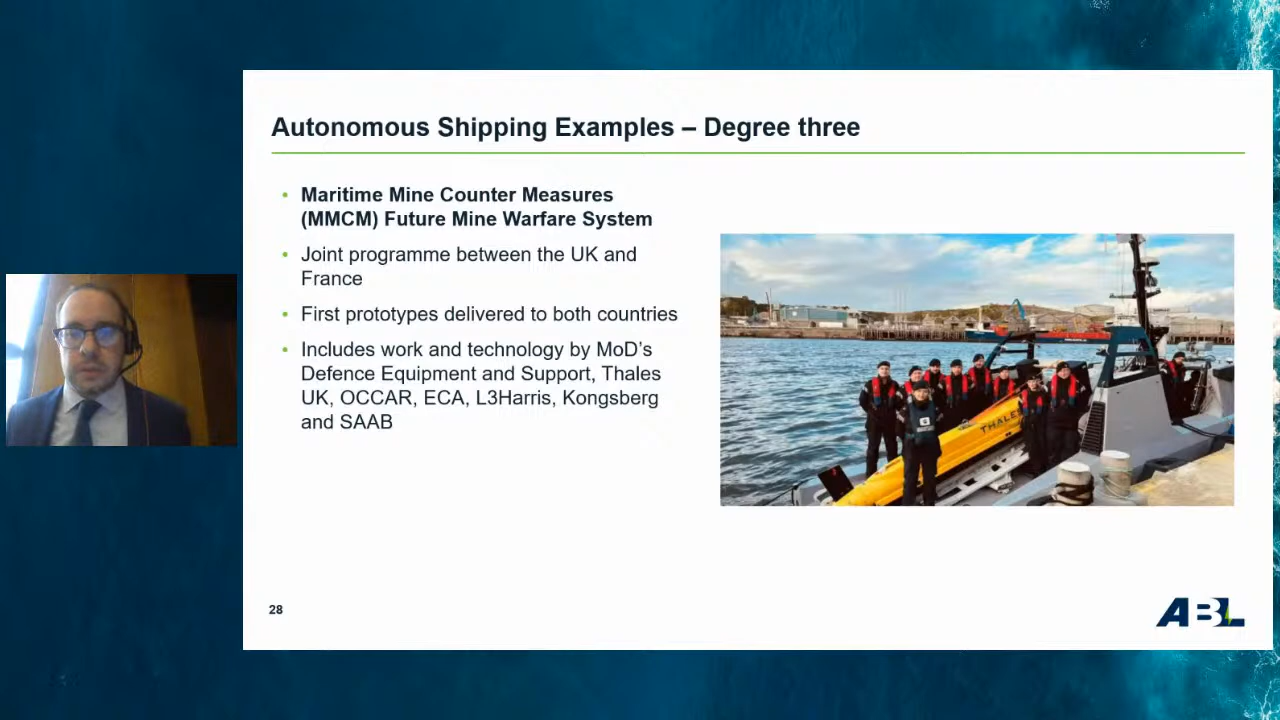 Autonomous Shipping Examples – Degree three
• Maritime Mine Counter Measures
(MMCM) Future Mine Warfare System
• Joint programme between the UK and
France
• First prototypes delivered to both countries
• Includes work and technology by MoD's
Defence Equipment and Support, Thales
UK, OCCAR, ECA, L3Harris, Kongsberg
and SAAB
THALES
28
ABL